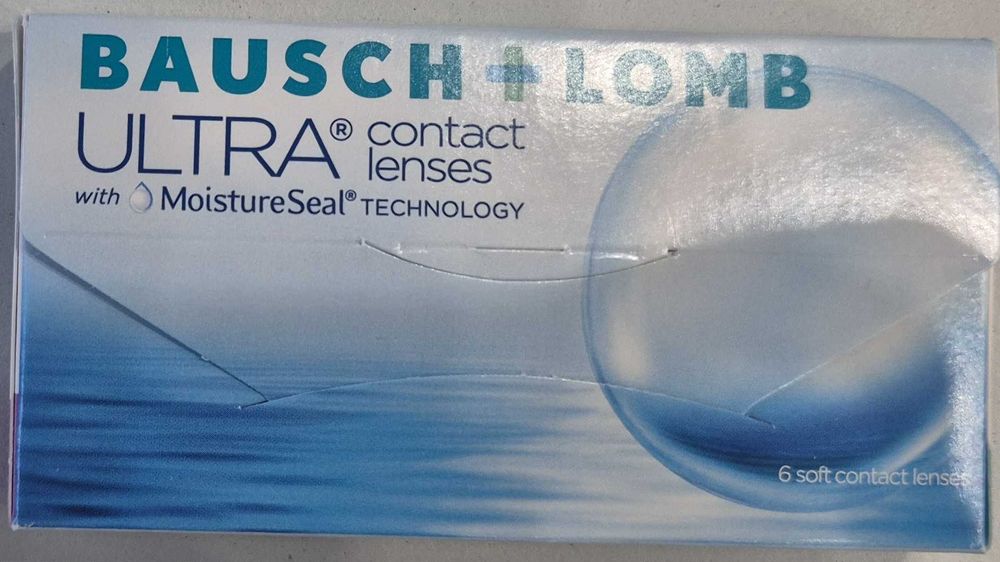 BAUSCH + LOMB
ULTRA® contact lenses
with MoistureSeal® TECHNOLOGY
6 soft contact lenses